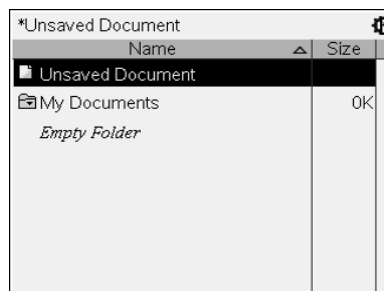 *Unsaved Document
Name Size
Unsaved Document
My Documents 0K
Empty Folder